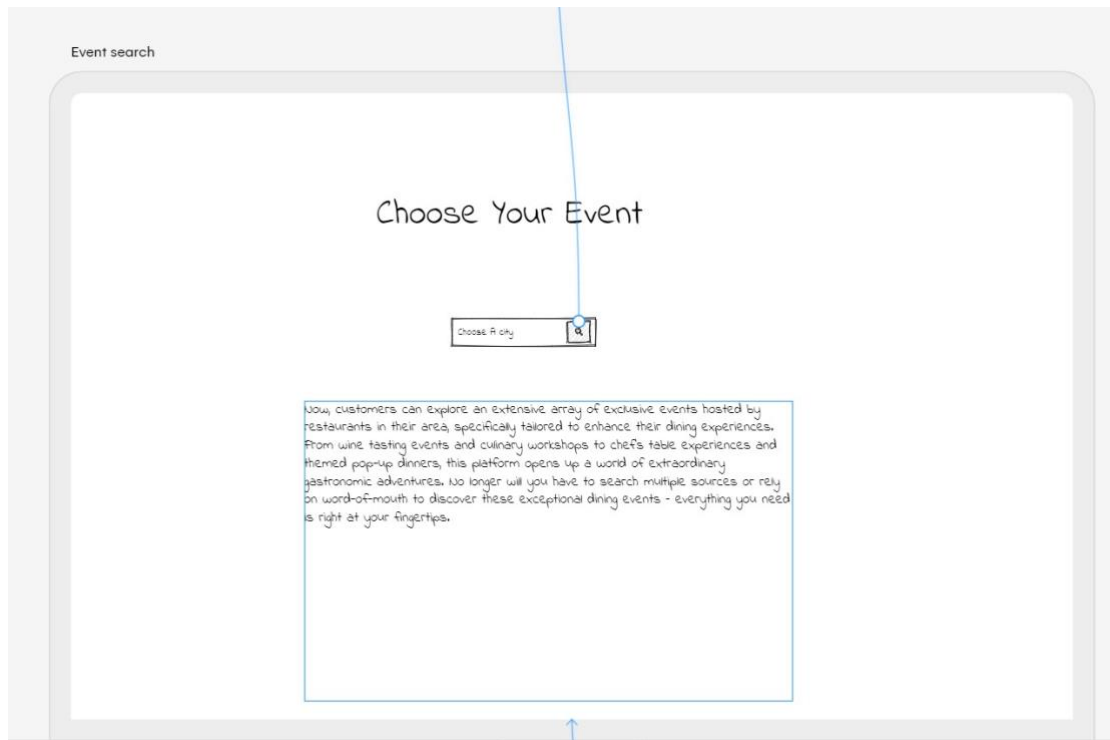 Event search
Choose Your Event
Choose A city
Now, customers can explore an extensive array of exclusive events hosted by
restaurants in their area, specifically tailored to enhance their dining experiences.
From wine tasting events and culinary workshops to chef's table experiences and
themed pop-up dinners, this platform opens up a world of extraordinary
gastronomic adventures. No longer will you have to search multiple sources or rely
on word-of-mouth to discover these exceptional dining events - everything you need
is right at your fingertips.